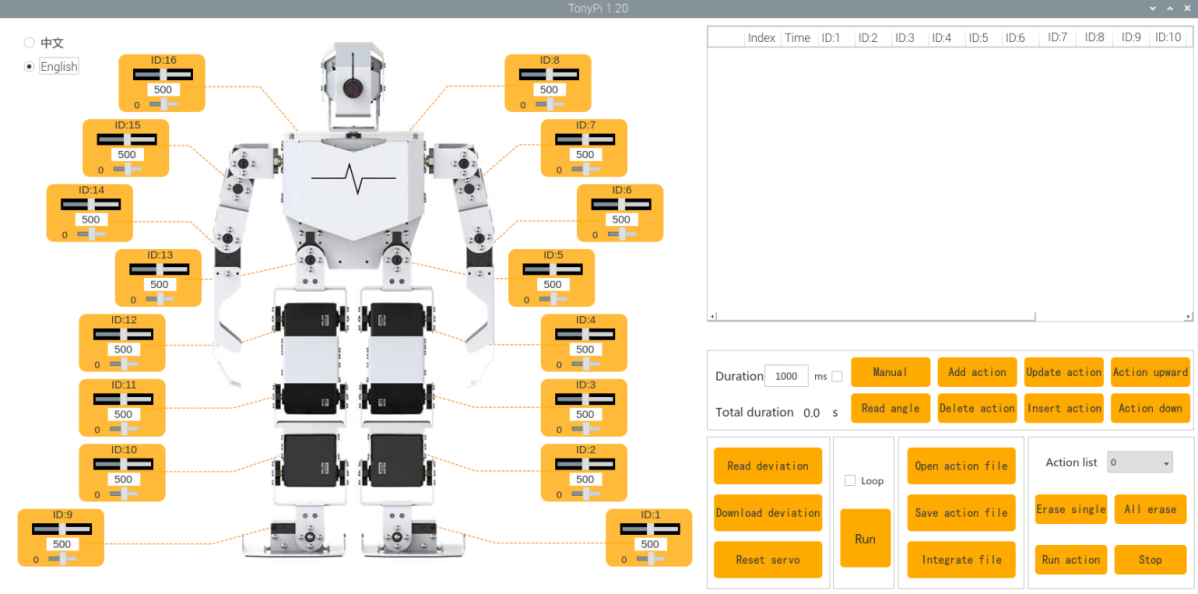 TonyPi 1.20
中文
English
ID:16
500
0
ID:8
500
0
ID:15
500
0
ID:7
500
0
ID:14
500
0
ID:6
500
0
ID:13
500
0
ID:5
500
0
ID:12
500
0
ID:4
500
0
ID:11
500
0
ID:3
500
0
ID:10
500
0
ID:2
500
0
ID:9
500
0
ID:1
500
0
Index Time ID:1 ID:2 ID:3 ID:4 ID:5 ID:6 ID:7 ID:8 ID:9 ID:10
Duration 1000 ms Manual Add action Update action Action upward
Total duration 0.0 s Read angle Delete action Insert action Action down
Read deviation
Download deviation
Reset servo
Loop
Run
Open action file
Save action file
Integrate file
Action list 0
Erase single All erase
Run action Stop